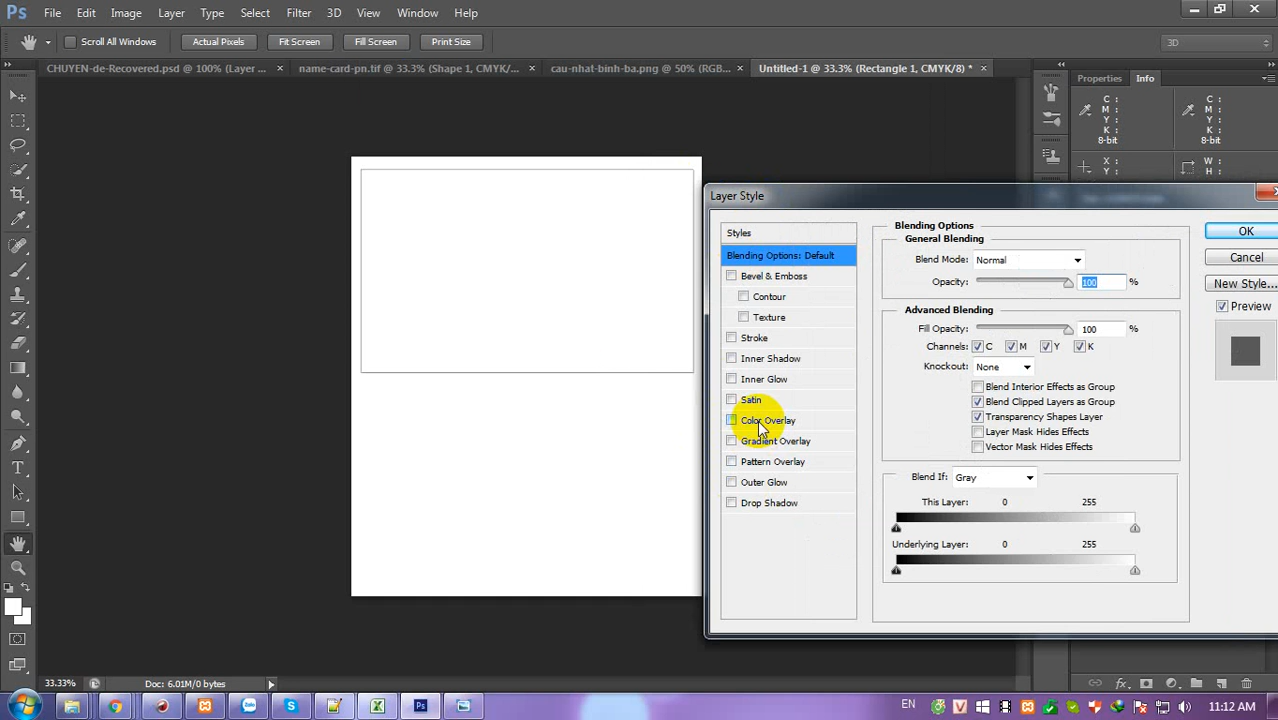 Ps File Edit Image Layer Type Select Filter 3D View Window Help
Scroll All Windows Actual Pixels Fit Screen Fill Screen Print Size 3D
CHUYEN-de-Recovered.psd @ 100% (Layer ... × name-card-pn.tif @ 33.3% (Shape 1, CMYK/... × cau-nhat-binh-ba.png @ 50% (RGB... × Untitled-1 @ 33.3% (Rectangle 1, CMYK/8) * ×
Properties Info
C : C :
M : M :
Y : Y :
K : K :
8-bit 8-bit
X : W :
Y : H :
Layer Style
Styles
Blending Options: Default
Bevel & Emboss
Contour
Texture
Stroke
Inner Shadow
Inner Glow
Satin
Color Overlay
Gradient Overlay
Pattern Overlay
Outer Glow
Drop Shadow
Blending Options
General Blending
Blend Mode: Normal
Opacity: 100 %
Advanced Blending
Fill Opacity: 100 %
Channels: C M Y K
Knockout: None
Blend Interior Effects as Group
Blend Clipped Layers as Group
Transparency Shapes Layer
Layer Mask Hides Effects
Vector Mask Hides Effects
Blend If: Gray
This Layer: 0 255
Underlying Layer: 0 255
OK
Cancel
New Style...
Preview
33.33% Doc: 6.01M/0 bytes
fx
EN 11:12 AM